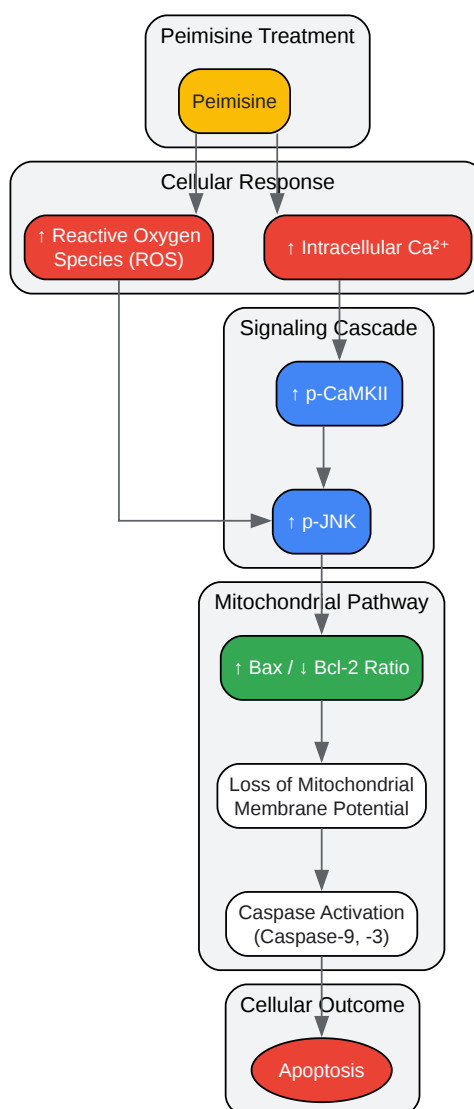 Peimisine Treatment
Peimisine
Cellular Response
↑ Reactive Oxygen
Species (ROS)
↑ Intracellular Ca²⁺
Signaling Cascade
↑ p-CaMKII
↑ p-JNK
Mitochondrial Pathway
↑ Bax / ↓ Bcl-2 Ratio
Loss of Mitochondrial
Membrane Potential
Caspase Activation
(Caspase-9, -3)
Cellular Outcome
Apoptosis